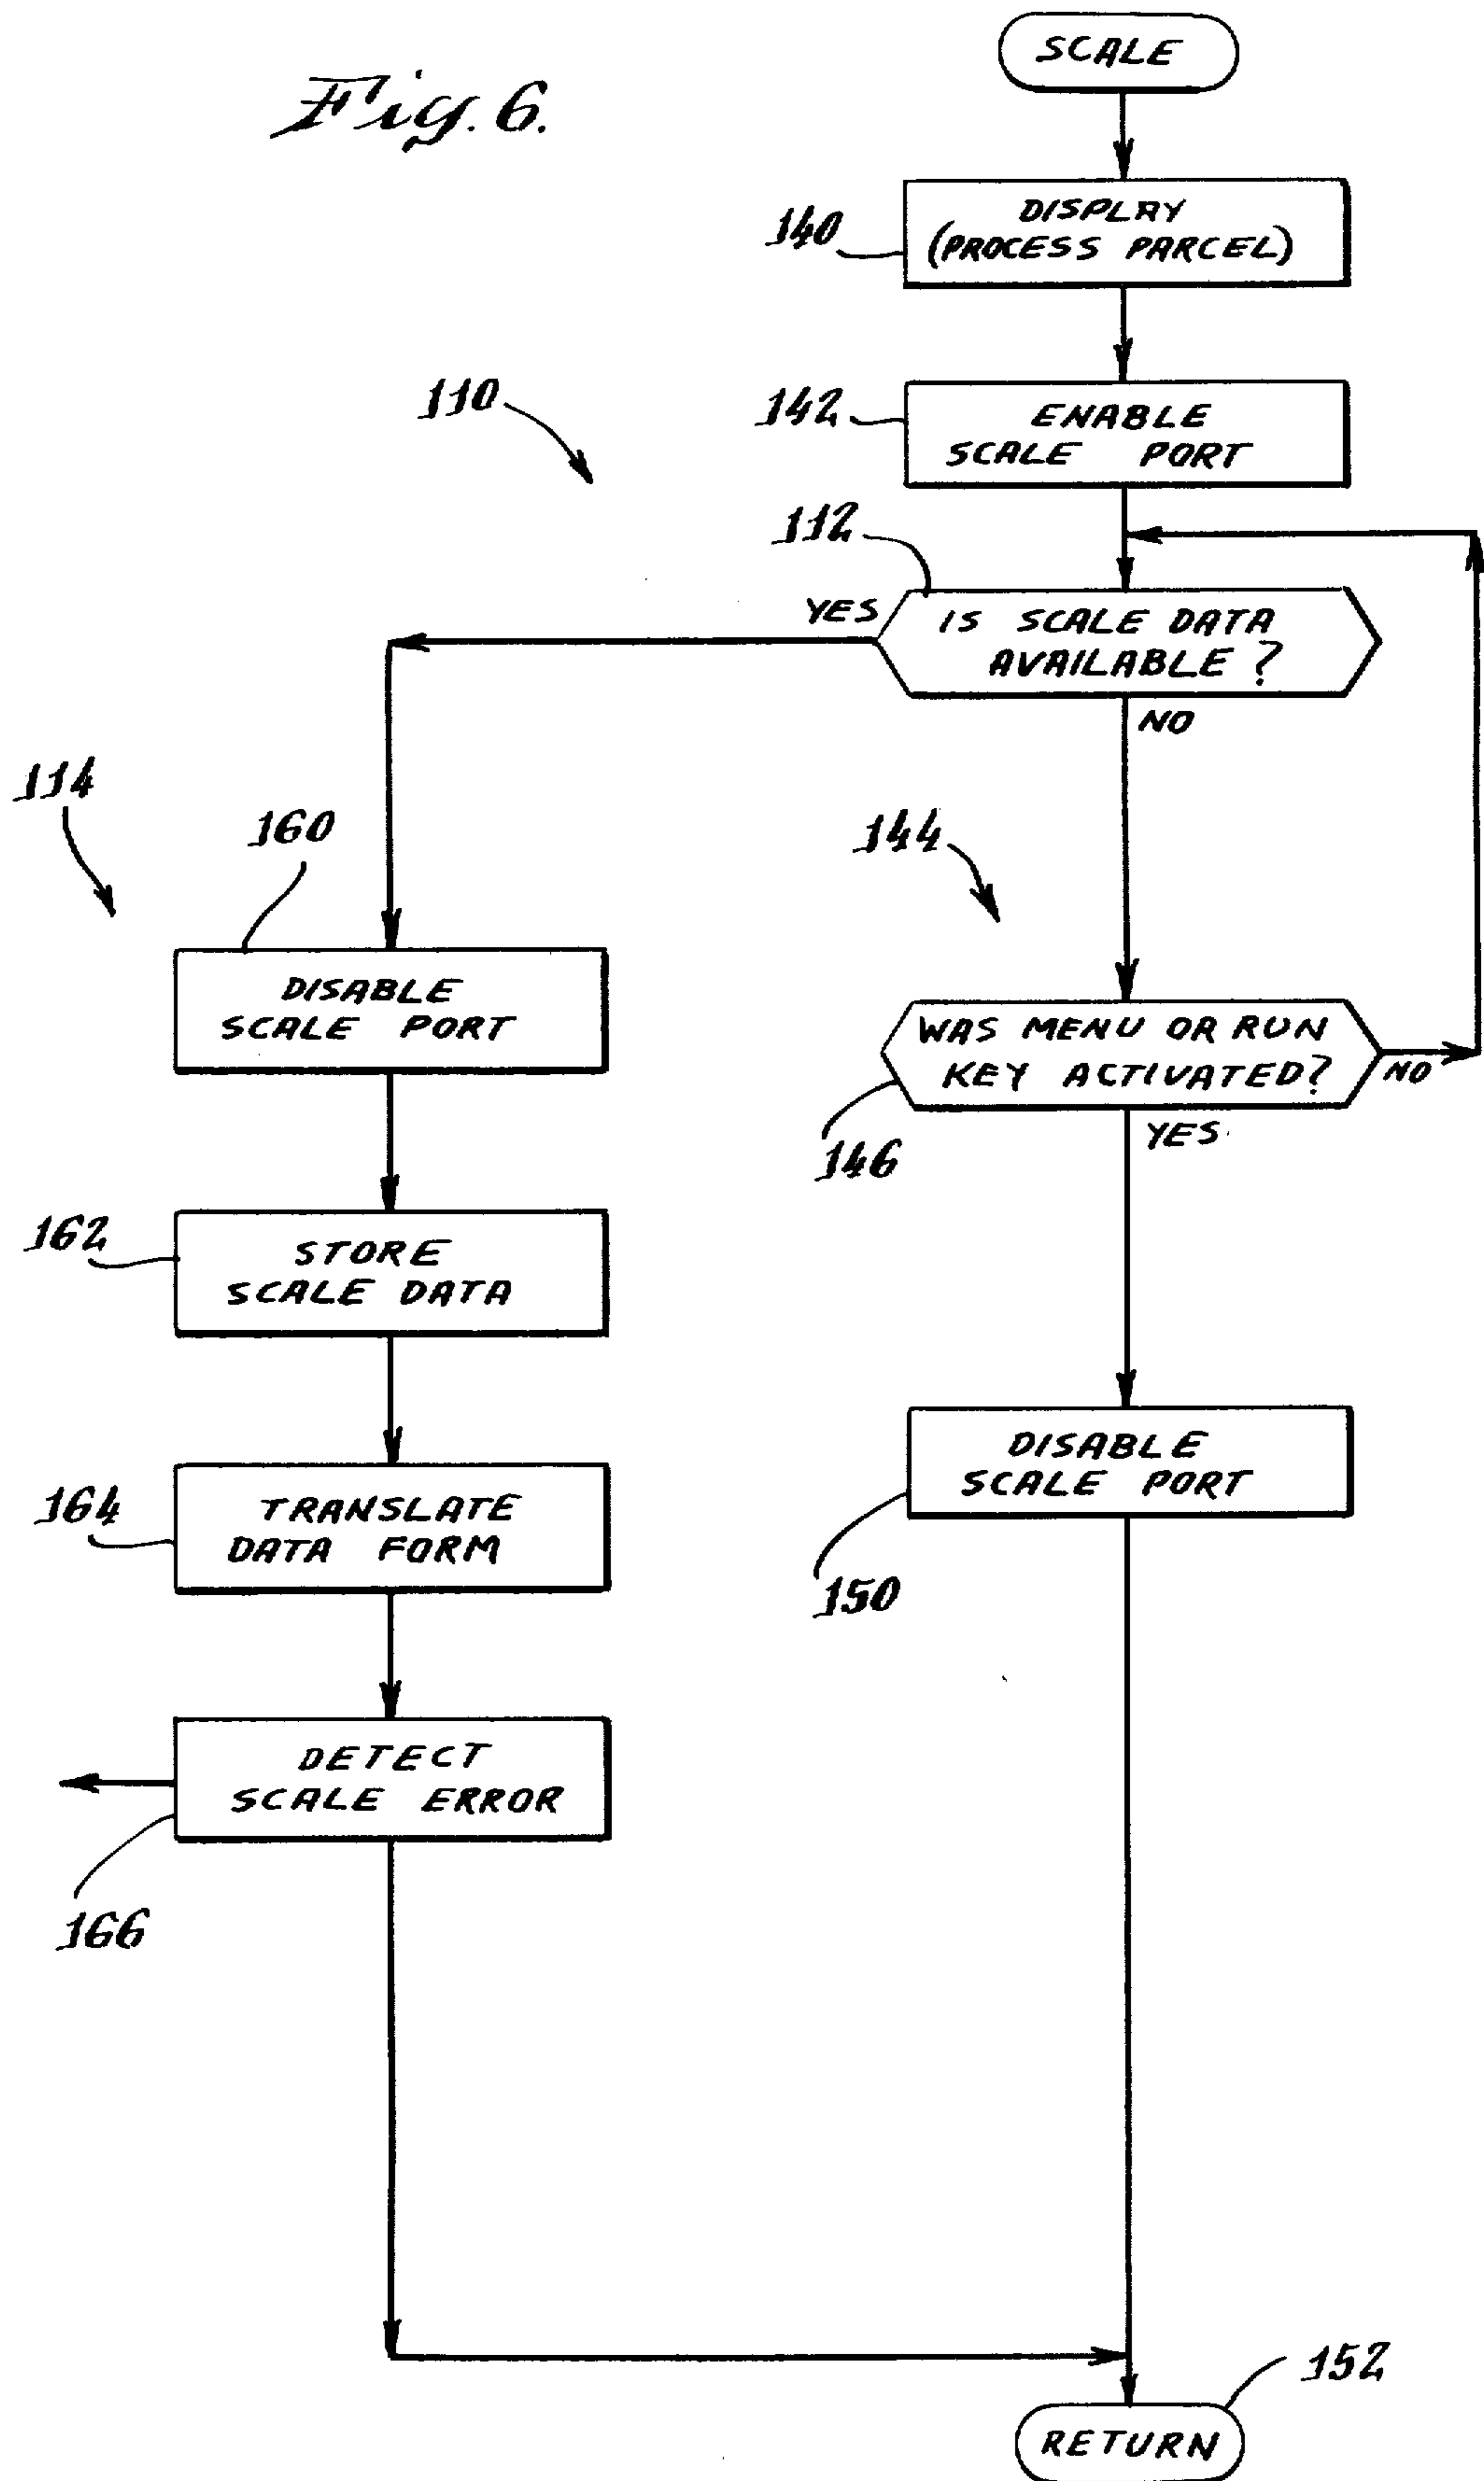 Fig. 6.
SCALE
140
DISPLAY
(PROCESS PARCEL)
110
142
ENABLE
SCALE PORT
112
YES
IS SCALE DATA
AVAILABLE?
NO
114
160
144
DISABLE
SCALE PORT
WAS MENU OR RUN
KEY ACTIVATED?
NO
146
YES
162
STORE
SCALE DATA
DISABLE
SCALE PORT
150
164
TRANSLATE
DATA FORM
DETECT
SCALE ERROR
166
152
RETURN